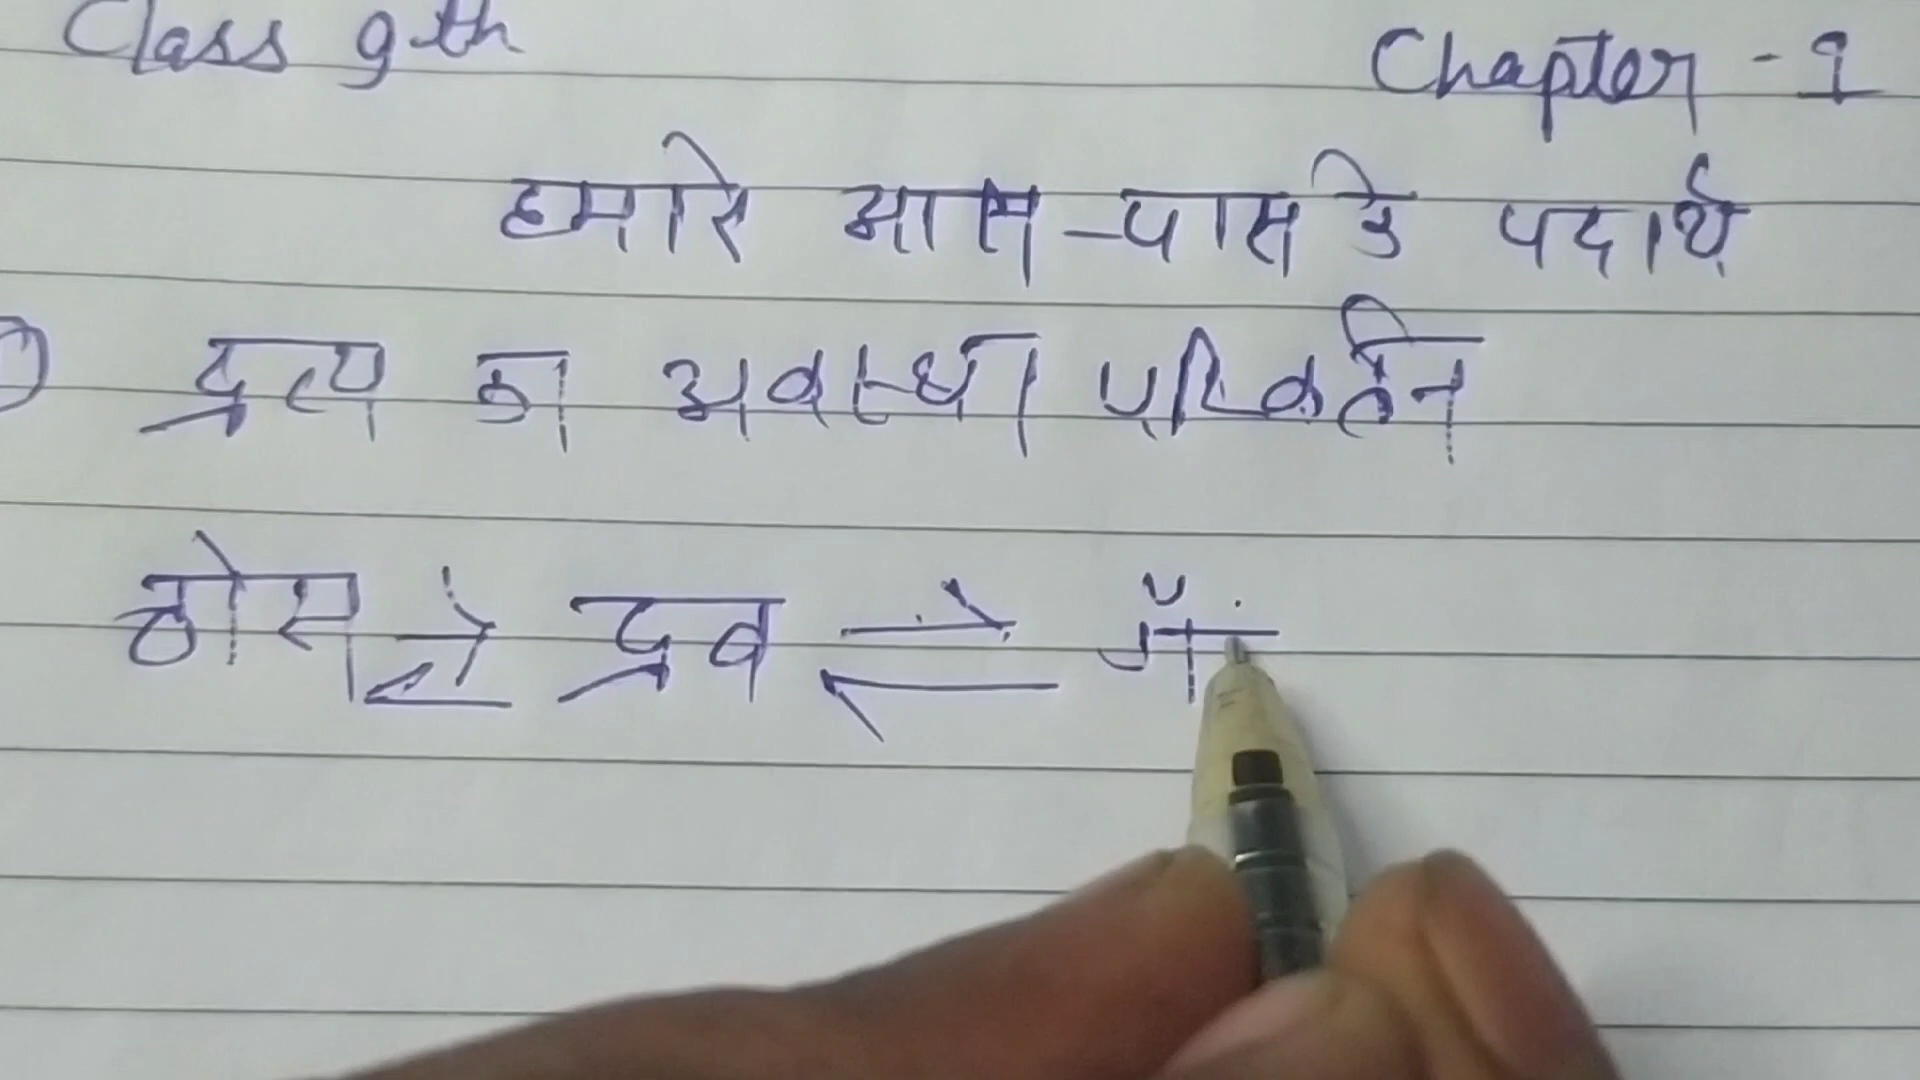 Class 9th Chapter - 1
हमारे आस-पास के पदार्थ
द्रव्य का अवस्था परिवर्तन
ठोस ⇄ द्रव ⇌